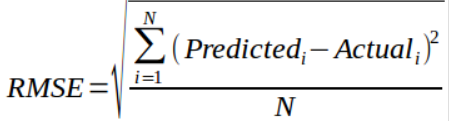 RMSE = √(∑_{i=1}^{N} (Predicted_i − Actual_i)² / N)